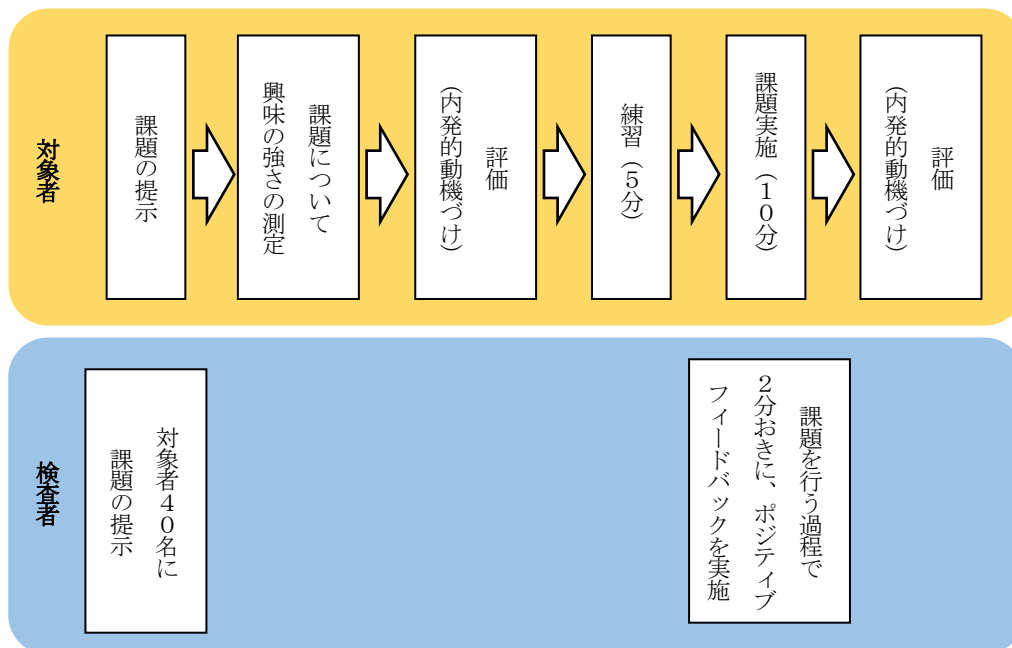 対象者
課題の提示
課題について
興味の強さの測定
評価
(内発的動機づけ)
練習(5分)
課題実施(10分)
評価
(内発的動機づけ)
検査者
対象者40名に
課題の提示
課題を行う過程で
2分おきに、ポジティブ
フィードバックを実施